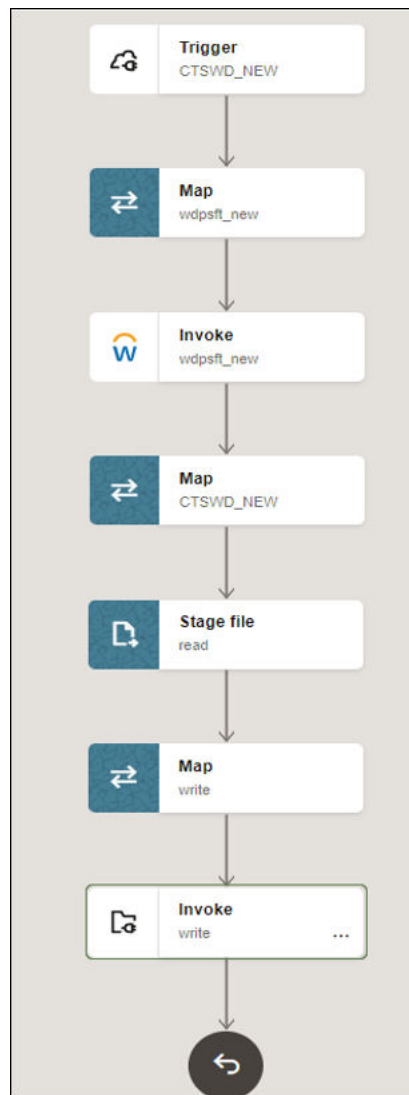 Trigger
CTSWD_NEW
Map
wdpsft_new
Invoke
wdpsft_new
Map
CTSWD_NEW
Stage file
read
Map
write
Invoke
write
...